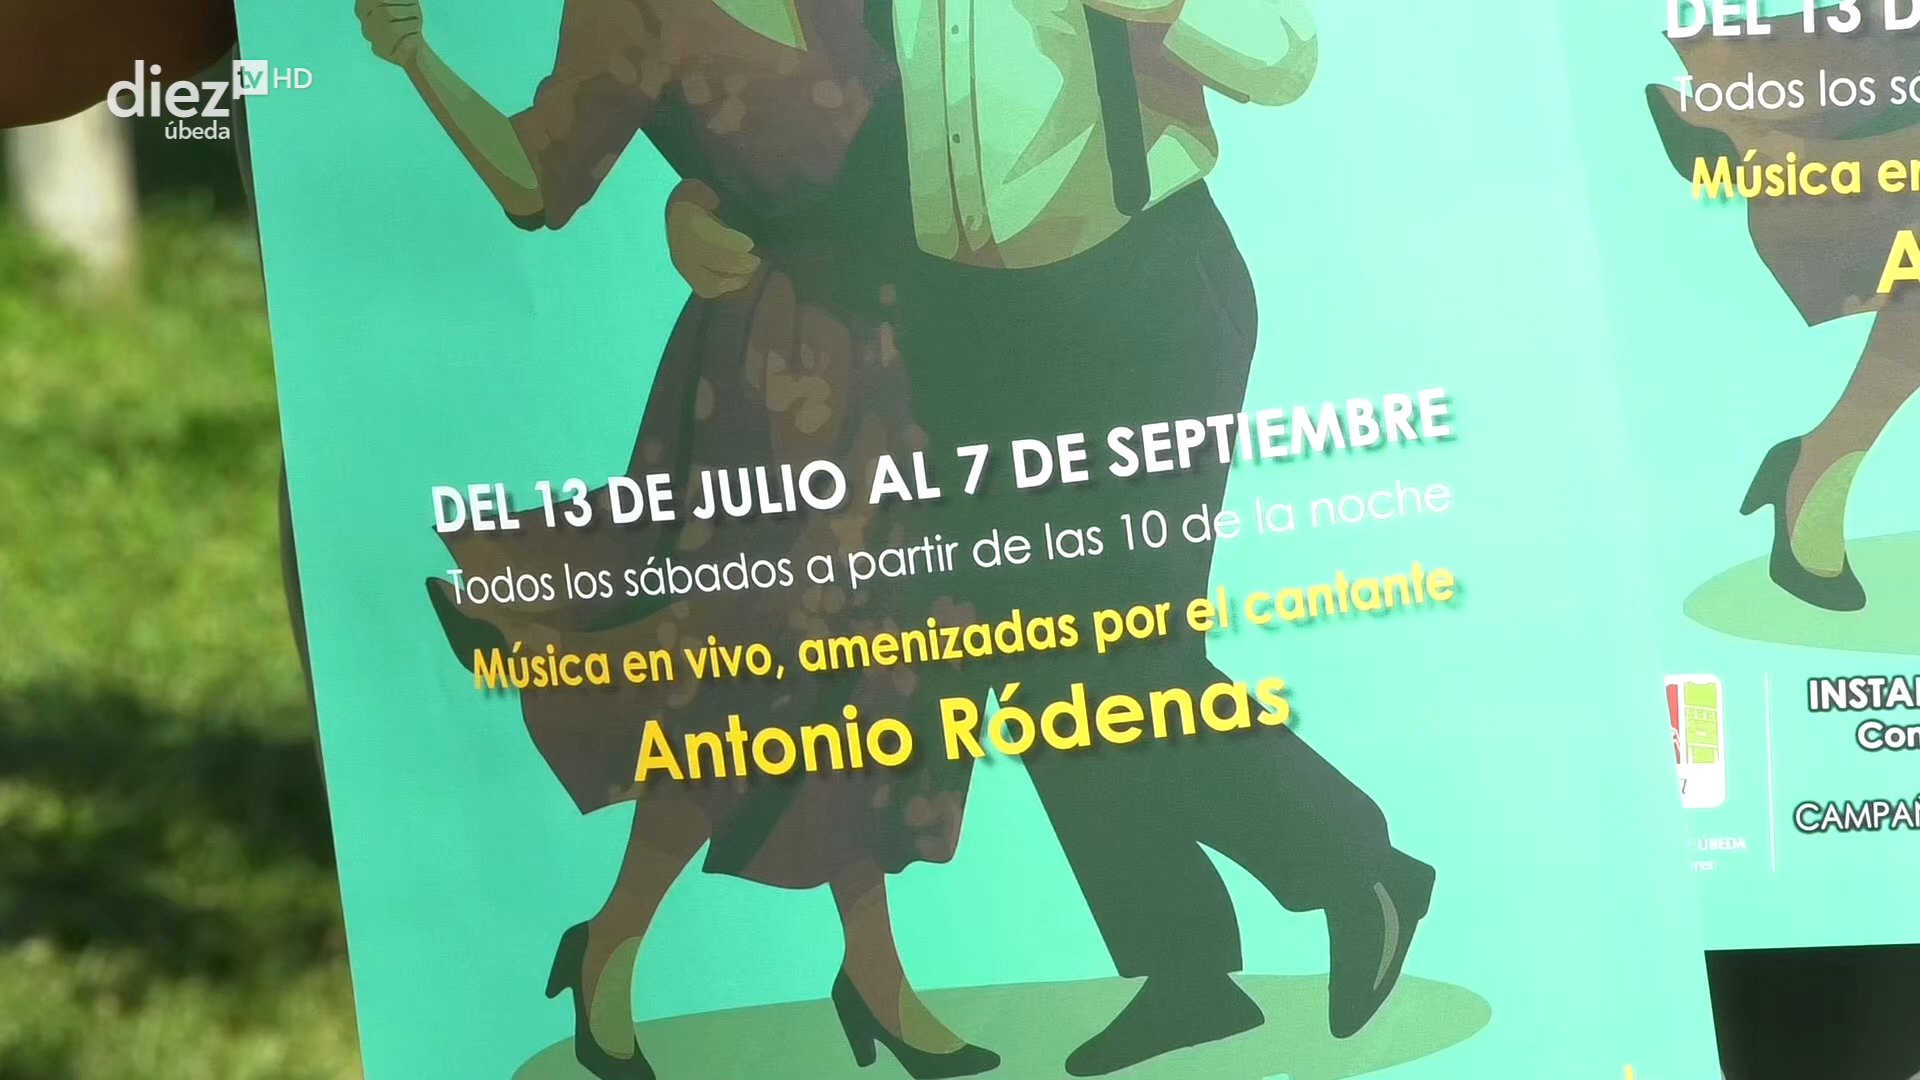 diez tv HD
úbeda
DEL 13 DE JULIO AL 7 DE SEPTIEMBRE
Todos los sábados a partir de las 10 de la noche
Música en vivo, amenizadas por el cantante
Antonio Ródenas
DEL 13 D
Todos los
Música en
A
INSTA
Con
CAMPAÑ
ÚBEDA